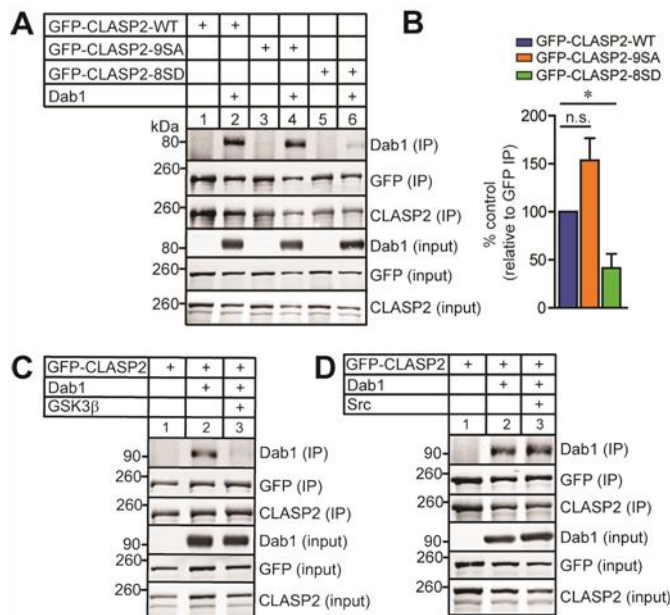 A
GFP-CLASP2-WT + +
GFP-CLASP2-9SA + +
GFP-CLASP2-8SD + +
Dab1 + + +
kDa 1 2 3 4 5 6
80 Dab1 (IP)
260 GFP (IP)
260 CLASP2 (IP)
80 Dab1 (input)
260 GFP (input)
260 CLASP2 (input)
B
GFP-CLASP2-WT
GFP-CLASP2-9SA
GFP-CLASP2-8SD
*
n.s.
% control
(relative to GFP IP)
200
150
100
50
0
C
GFP-CLASP2 + + +
Dab1 + +
GSK3β +
1 2 3
90 Dab1 (IP)
260 GFP (IP)
260 CLASP2 (IP)
90 Dab1 (input)
260 GFP (input)
260 CLASP2 (input)
D
GFP-CLASP2 + + +
Dab1 + +
Src +
1 2 3
90 Dab1 (IP)
260 GFP (IP)
260 CLASP2 (IP)
90 Dab1 (input)
260 GFP (input)
260 CLASP2 (input)